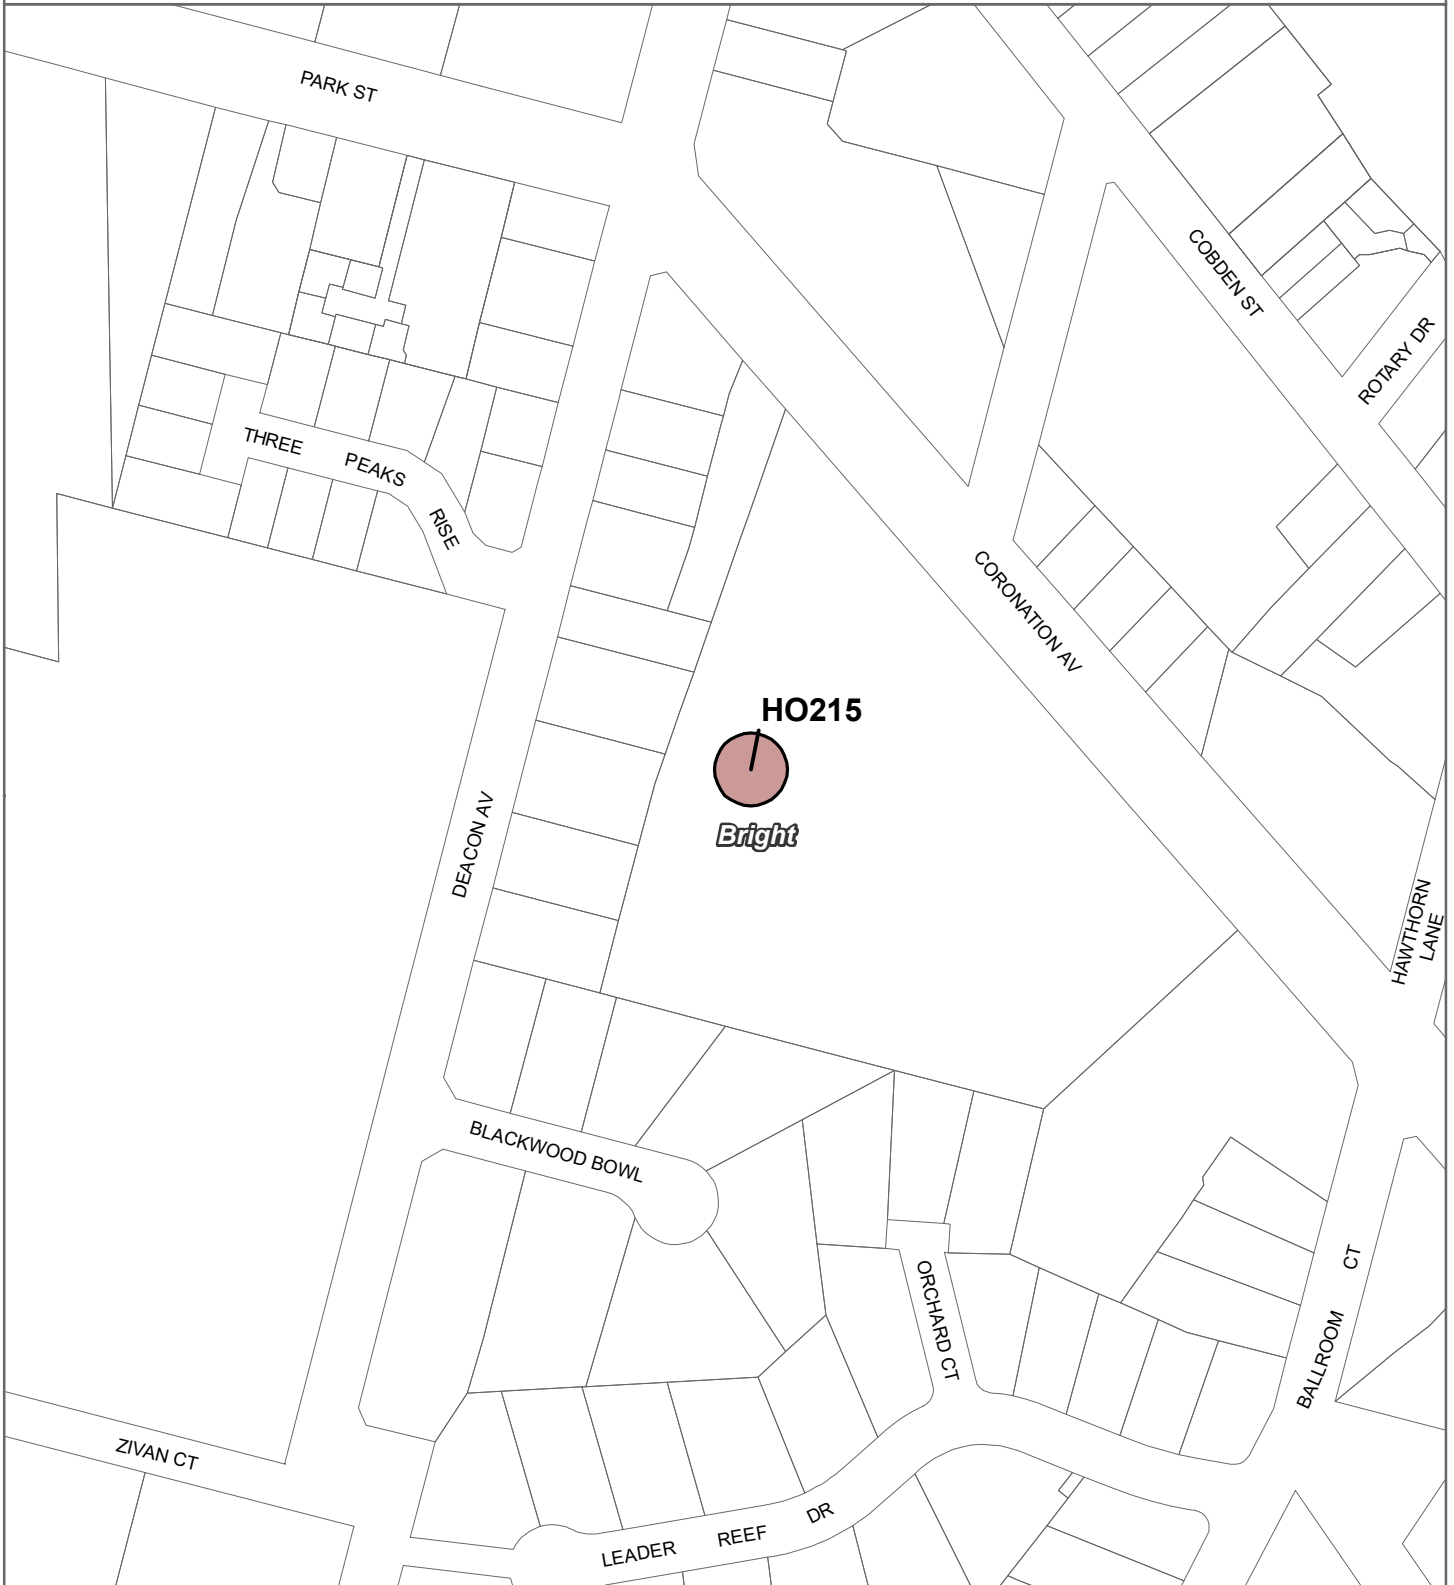 PARK ST
COBDEN ST
ROTARY DR
THREE PEAKS RISE
CORONATION AV
HO215
Bright
DEACON AV
HAWTHORN
LANE
BLACKWOOD BOWL
ORCHARD CT
BALLROOM CT
ZIVAN CT
LEADER REEF DR